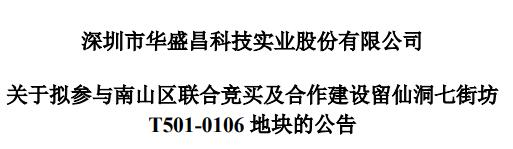 深圳市华盛昌科技实业股份有限公司
关于拟参与南山区联合竞买及合作建设留仙洞七街坊
T501-0106 地块的公告